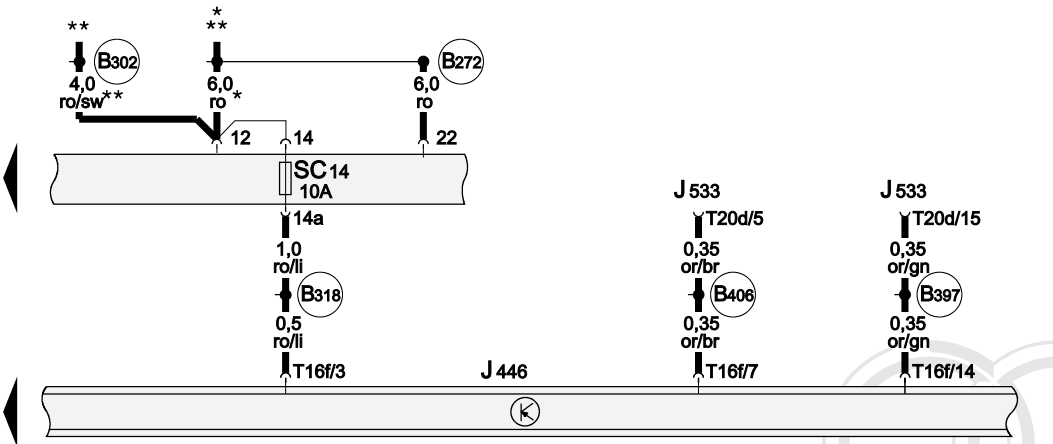 **
*
**
B302
B272
4,0
ro/sw**
6,0
ro *
6,0
ro
12
14
22
SC14
10A
J 533
J 533
14a
T20d/5
T20d/15
1,0
ro/li
0,35
or/br
0,35
or/gn
B318
B406
B397
0,5
ro/li
0,35
or/br
0,35
or/gn
T16f/3
J 446
T16f/7
T16f/14